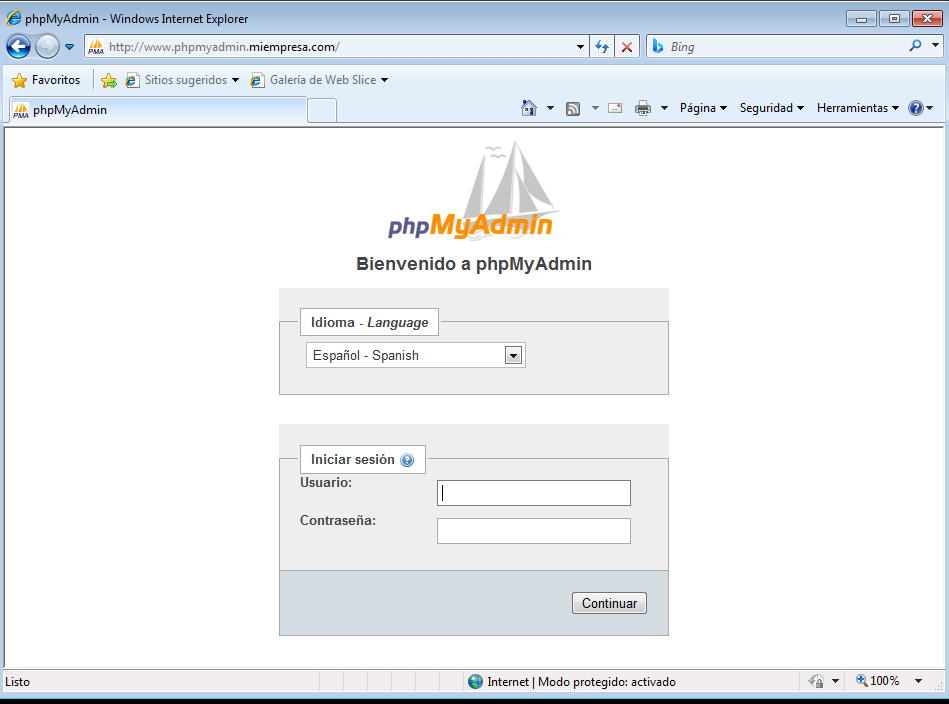 phpMyAdmin - Windows Internet Explorer
PMA http://www.phpmyadmin.miempresa.com/ Bing
Favoritos Sitios sugeridos Galería de Web Slice
PMA phpMyAdmin Página Seguridad Herramientas
phpMyAdmin
Bienvenido a phpMyAdmin
Idioma - Language
Español - Spanish
Iniciar sesión
Usuario:
Contraseña:
Continuar
Listo Internet | Modo protegido: activado 100%